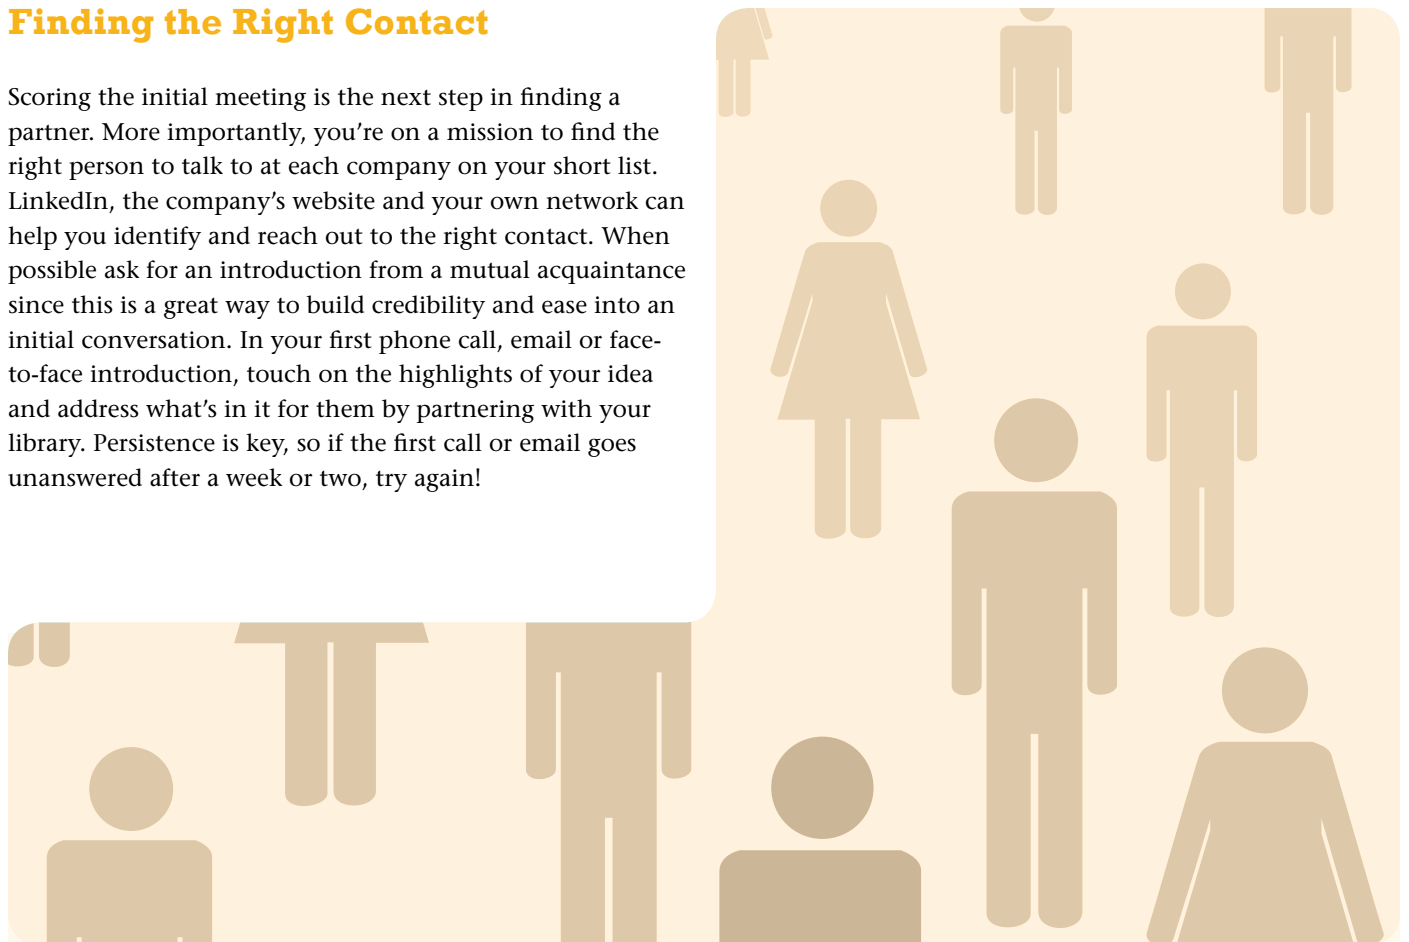 Finding the Right Contact
Scoring the initial meeting is the next step in finding a
partner. More importantly, you’re on a mission to find the
right person to talk to at each company on your short list.
LinkedIn, the company’s website and your own network can
help you identify and reach out to the right contact. When
possible ask for an introduction from a mutual acquaintance
since this is a great way to build credibility and ease into an
initial conversation. In your first phone call, email or face-
to-face introduction, touch on the highlights of your idea
and address what’s in it for them by partnering with your
library. Persistence is key, so if the first call or email goes
unanswered after a week or two, try again!